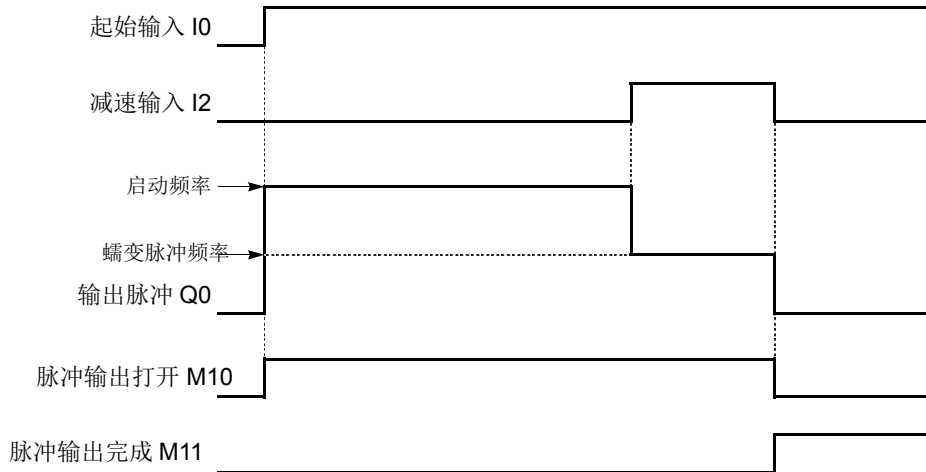 起始输入 I0
减速输入 I2
启动频率
蠕变脉冲频率
输出脉冲 Q0
脉冲输出打开 M10
脉冲输出完成 M11